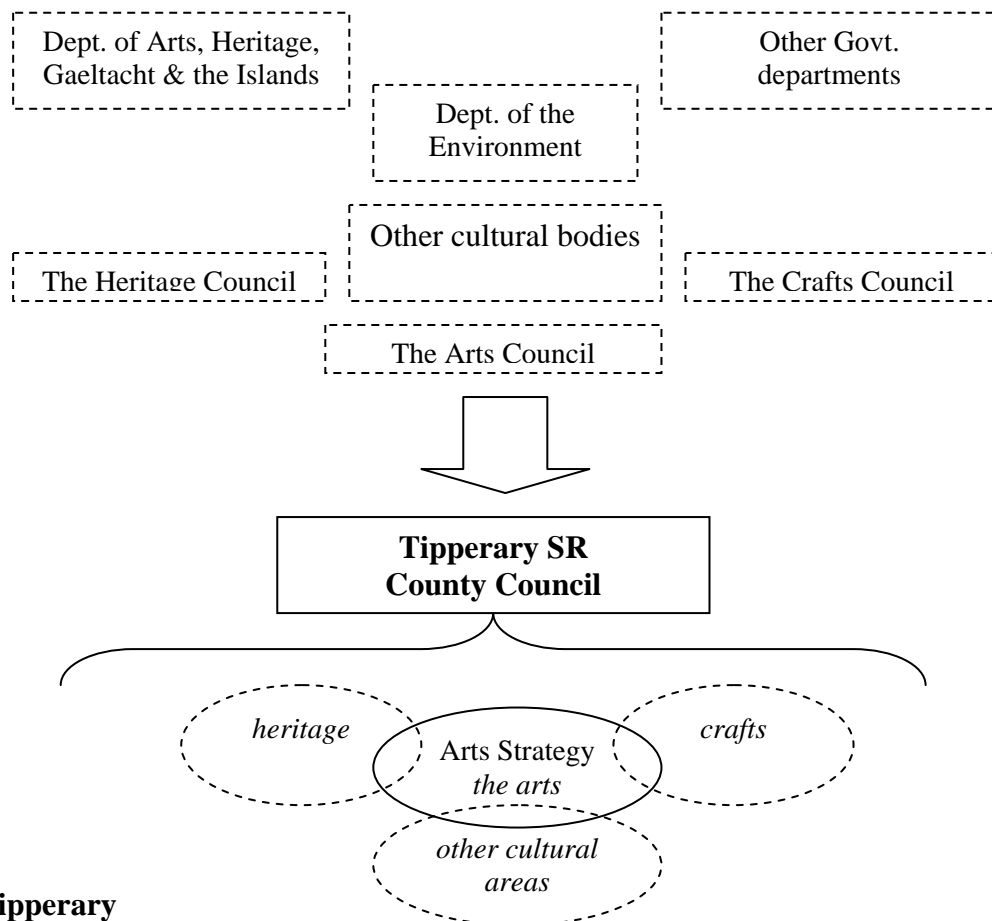 Dept. of Arts, Heritage,
Gaeltacht & the Islands
Other Govt.
departments
Dept. of the
Environment
Other cultural bodies
The Heritage Council
The Crafts Council
The Arts Council
Tipperary SR
County Council
heritage
crafts
Arts Strategy
the arts
other cultural
areas
ipperary